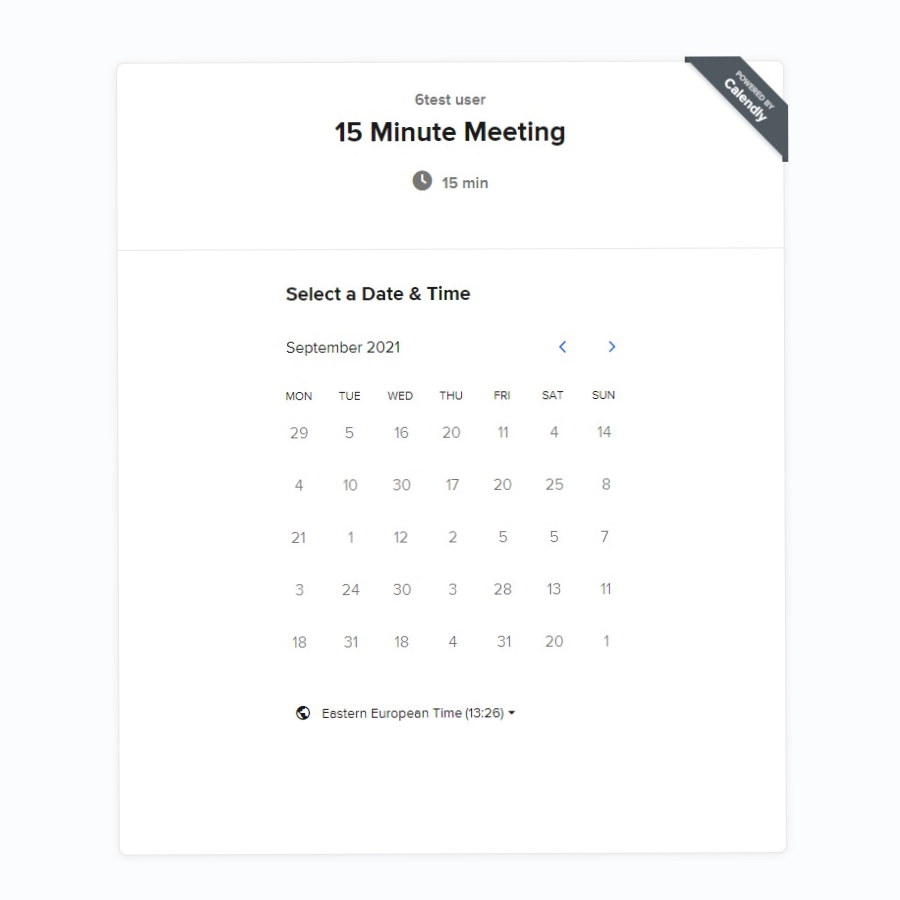 POWERED BY
Calendly
6test user
15 Minute Meeting
15 min
Select a Date & Time
September 2021
MON TUE WED THU FRI SAT SUN
29 5 16 20 11 4 14
4 10 30 17 20 25 8
21 1 12 2 5 5 7
3 24 30 3 28 13 11
18 31 18 4 31 20 1
Eastern European Time (13:26)